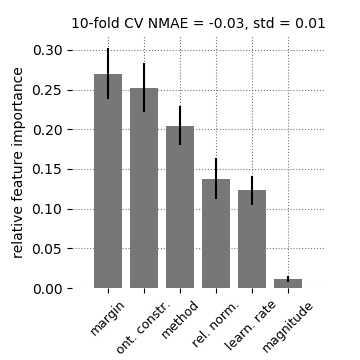 10-fold CV NMAE = -0.03, std = 0.01
relative feature importance
0.30
0.25
0.20
0.15
0.10
0.05
0.00
margin
ont. constr.
method
rel. norm.
learn. rate
magnitude